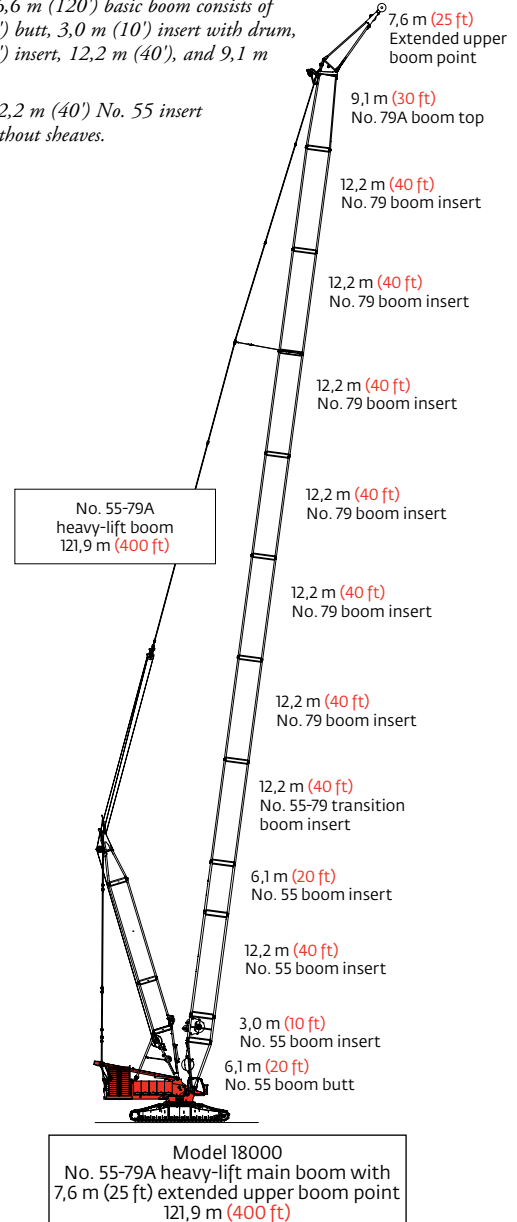 6,6 m (120') basic boom consists of
') butt, 3,0 m (10') insert with drum,
') insert, 12,2 m (40'), and 9,1 m
2,2 m (40') No. 55 insert
thout sheaves.
7,6 m (25 ft)
Extended upper
boom point
9,1 m (30 ft)
No. 79A boom top
12,2 m (40 ft)
No. 79 boom insert
12,2 m (40 ft)
No. 79 boom insert
12,2 m (40 ft)
No. 79 boom insert
12,2 m (40 ft)
No. 79 boom insert
No. 55-79A
heavy-lift boom
121,9 m (400 ft)
12,2 m (40 ft)
No. 79 boom insert
12,2 m (40 ft)
No. 79 boom insert
12,2 m (40 ft)
No. 55-79 transition
boom insert
6,1 m (20 ft)
No. 55 boom insert
12,2 m (40 ft)
No. 55 boom insert
3,0 m (10 ft)
No. 55 boom insert
6,1 m (20 ft)
No. 55 boom butt
Model 18000
No. 55-79A heavy-lift main boom with
7,6 m (25 ft) extended upper boom point
121,9 m (400 ft)